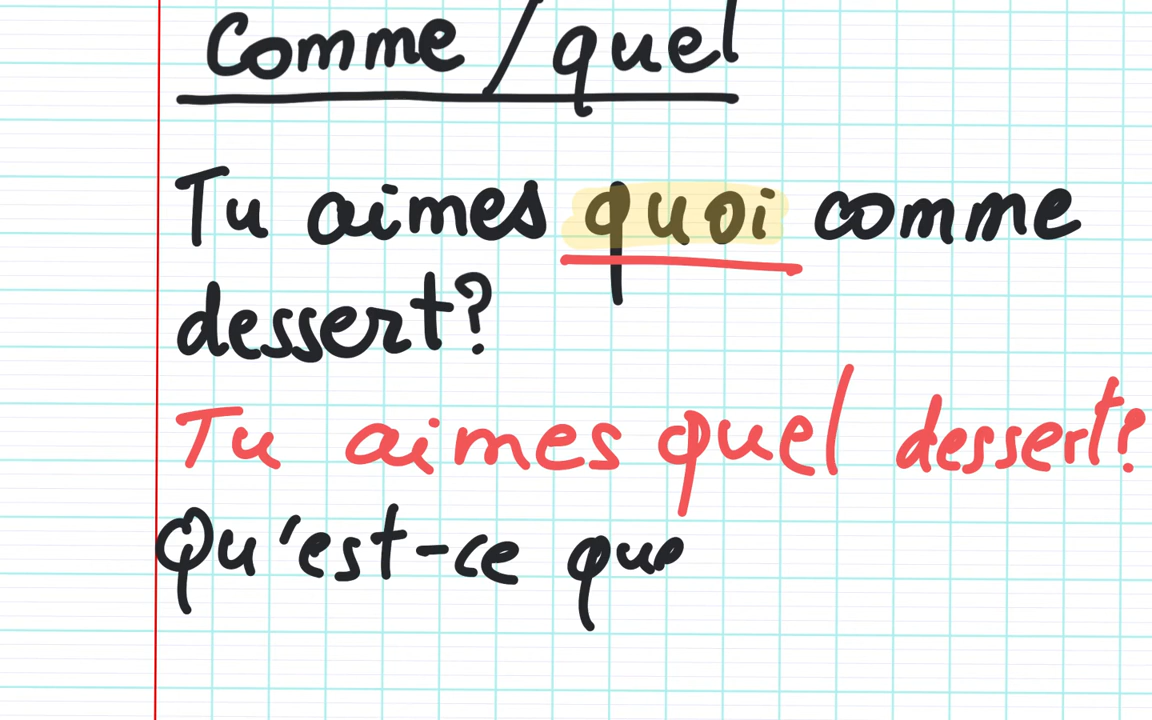 Comme / quel
Tu aimes quoi comme
dessert?
Tu aimes quel dessert?
Qu'est-ce que